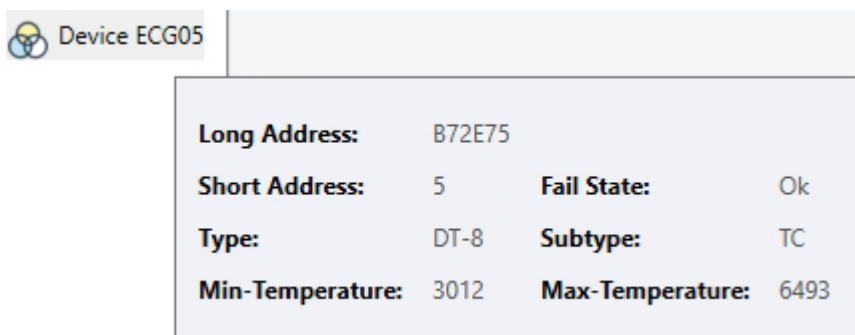 Device ECG05
Long Address: B72E75
Short Address: 5 Fail State: Ok
Type: DT-8 Subtype: TC
Min-Temperature: 3012 Max-Temperature: 6493